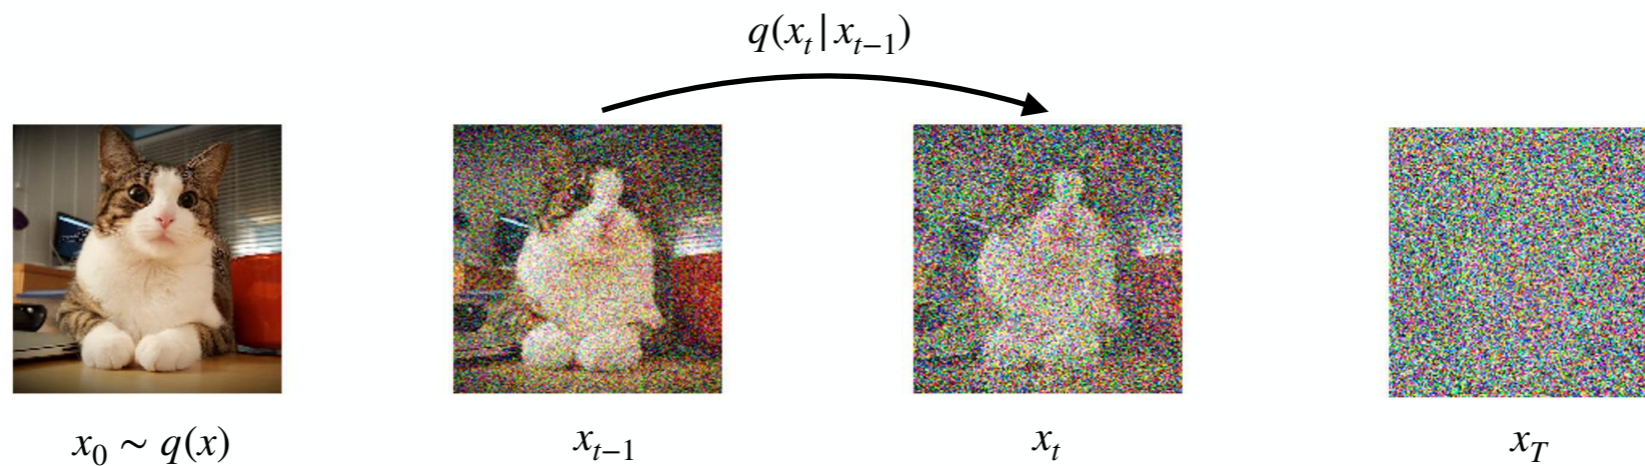 q(x_t | x_{t−1})
x_0 ∼ q(x)
x_{t−1}
x_t
x_T